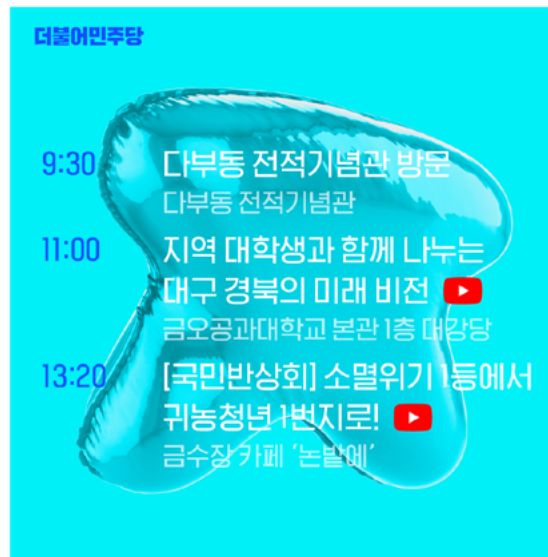 더불어민주당
9:30 다부동 전적기념관 방문
다부동 전적기념관
11:00 지역 대학생과 함께 나누는
대구 경북의 미래 비전
금오공과대학교 본관 1층 대강당
13:20 [국민반상회] 소멸위기 1등에서
귀농청년 1번지로!
금수장 카페 ‘논밭에’